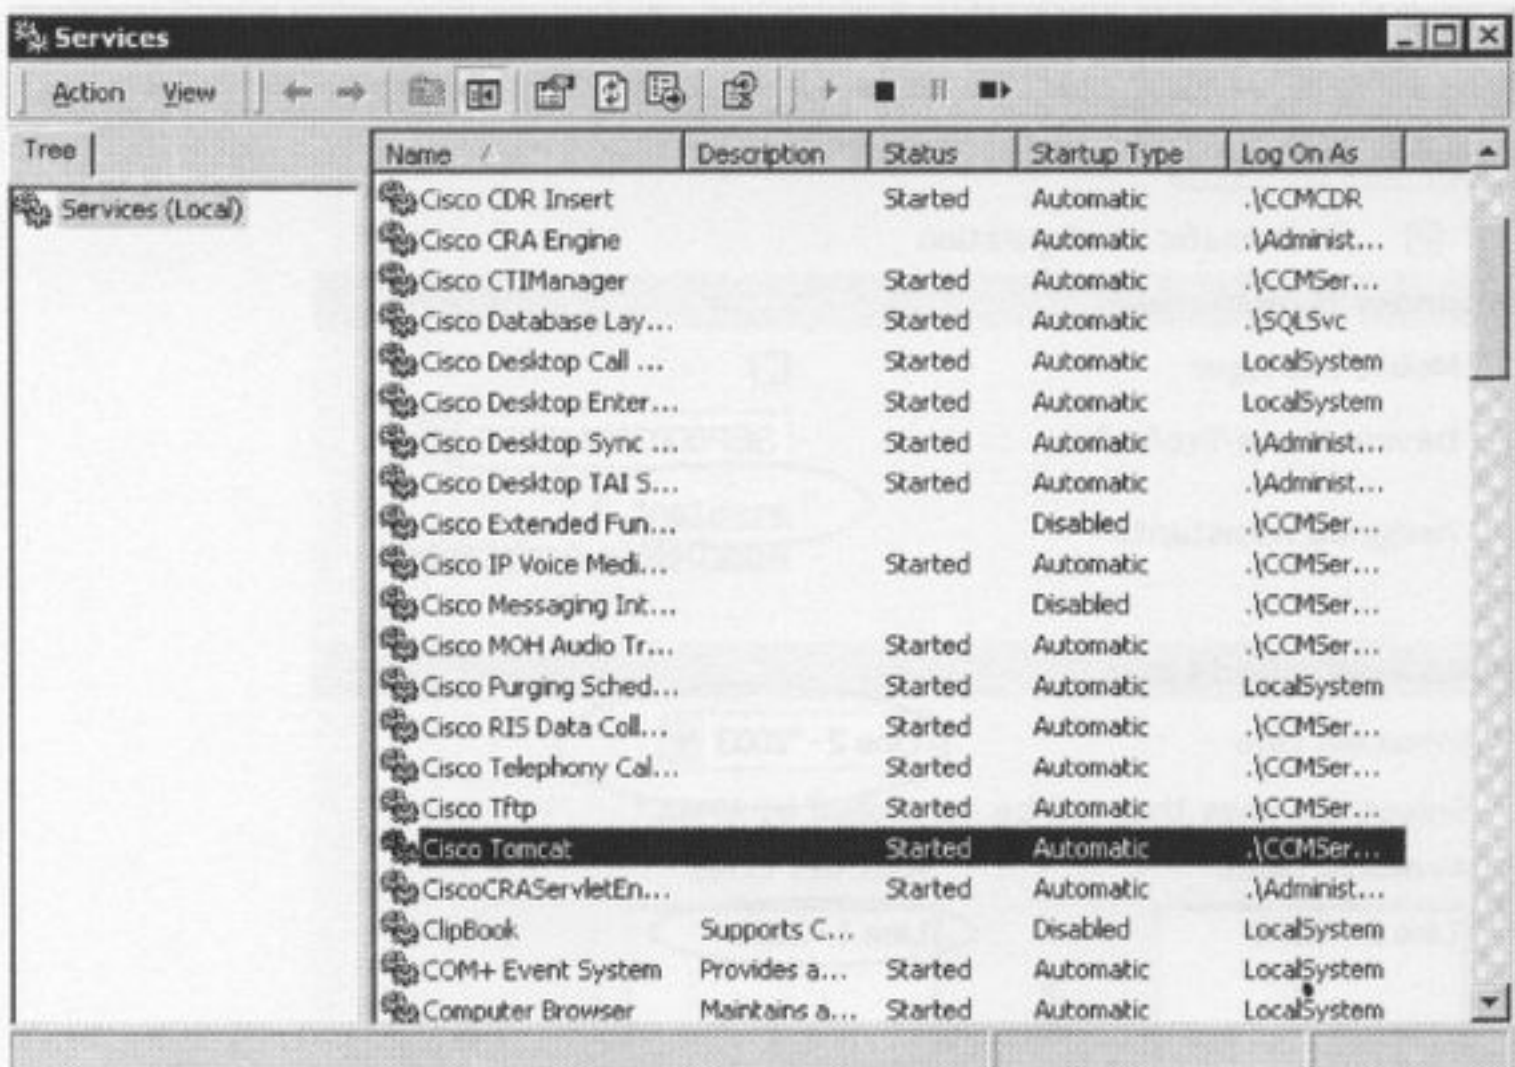 Services
Action View
Tree
Services (Local)
Name Description Status Startup Type Log On As
Cisco CDR Insert Started Automatic .\CCMCDR
Cisco CRA Engine Automatic .\Administ...
Cisco CTIManager Started Automatic .\CCMSer...
Cisco Database Lay... Started Automatic .\SQLSvc
Cisco Desktop Call ... Started Automatic LocalSystem
Cisco Desktop Enter... Started Automatic LocalSystem
Cisco Desktop Sync ... Started Automatic .\Administ...
Cisco Desktop TAI S... Started Automatic .\Administ...
Cisco Extended Fun... Disabled .\CCMSer...
Cisco IP Voice Medi... Started Automatic .\CCMSer...
Cisco Messaging Int... Disabled .\CCMSer...
Cisco MOH Audio Tr... Started Automatic .\CCMSer...
Cisco Purging Sched... Started Automatic LocalSystem
Cisco RIS Data Coll... Started Automatic .\CCMSer...
Cisco Telephony Cal... Started Automatic .\CCMSer...
Cisco Tftp Started Automatic .\CCMSer...
Cisco Tomcat Started Automatic .\CCMSer...
CiscoCRAServletEn... Started Automatic .\Administ...
ClipBook Supports C... Disabled LocalSystem
COM+ Event System Provides a... Started Automatic LocalSystem
Computer Browser Maintains a... Started Automatic LocalSystem